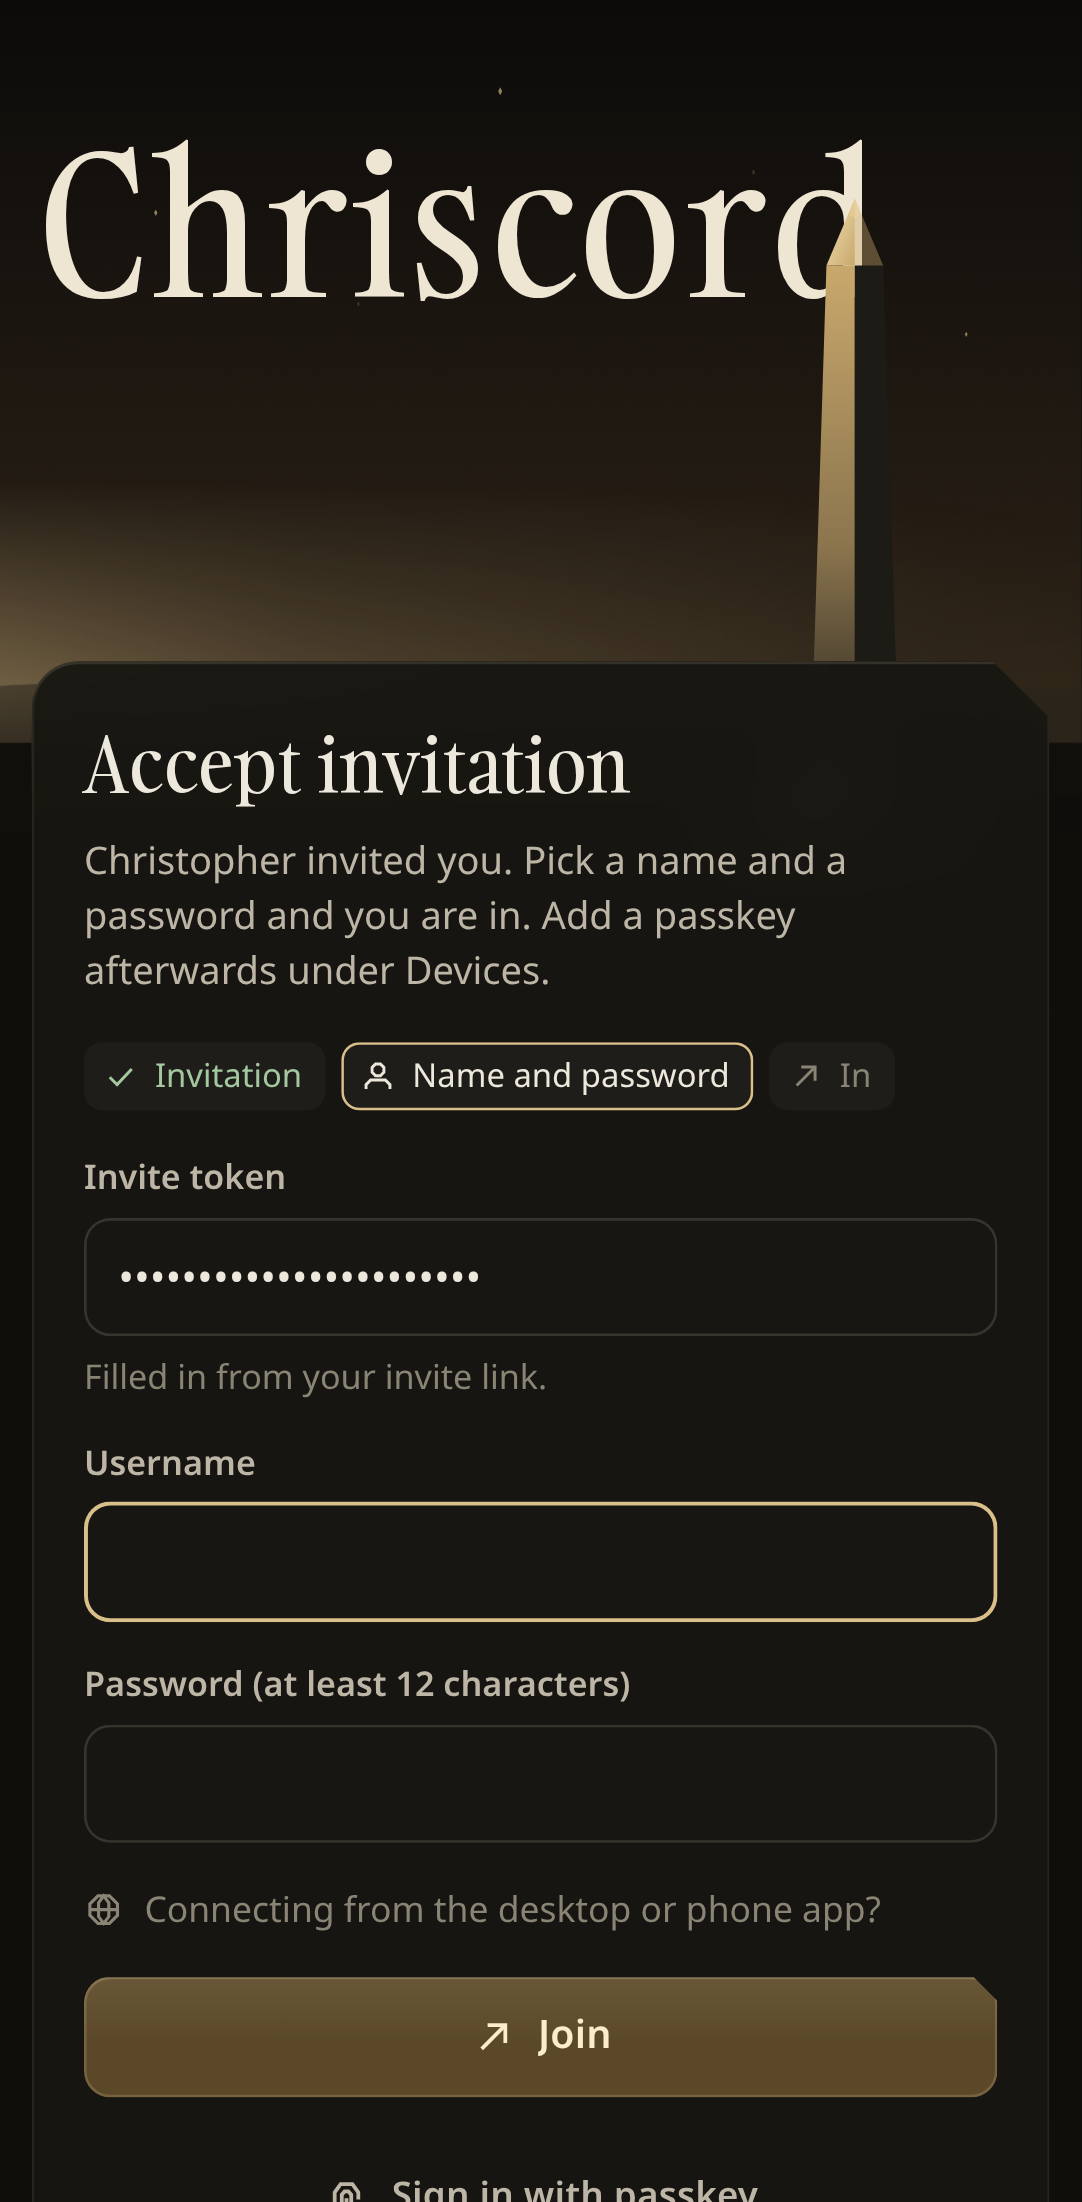 Chriscord
Accept invitation
Christopher invited you. Pick a name and a
password and you are in. Add a passkey
afterwards under Devices.
Invitation
Name and password
In
Invite token
•••••••••••••••••••••••
Filled in from your invite link.
Username
Password (at least 12 characters)
Connecting from the desktop or phone app?
Join
Sign in with passkey